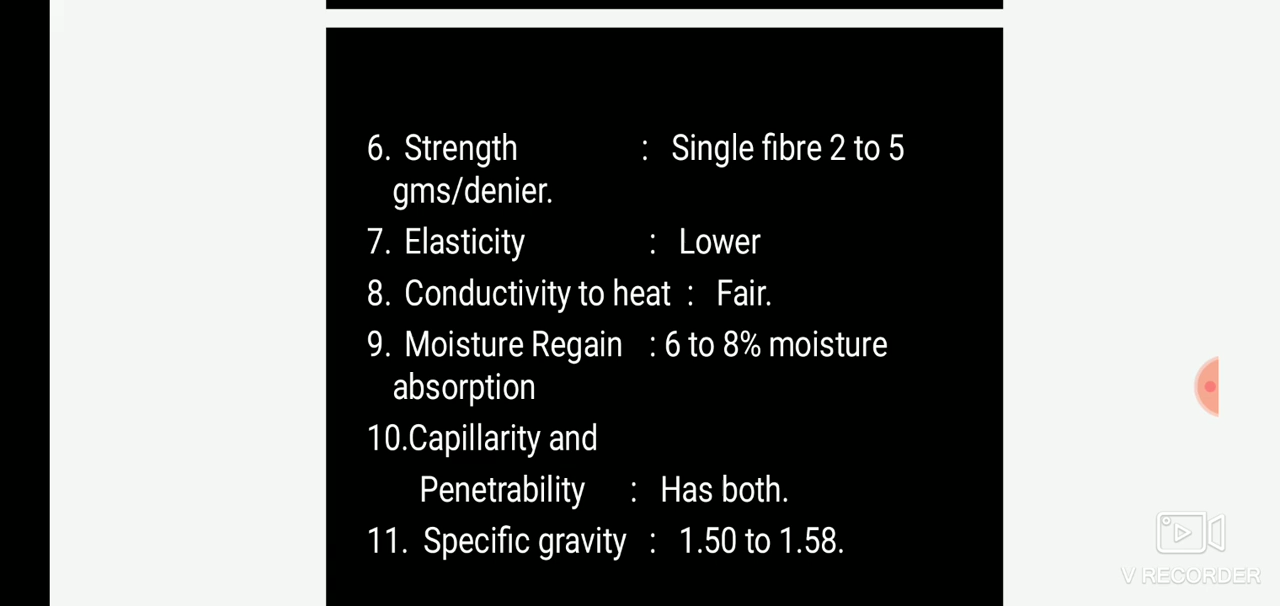 6. Strength : Single fibre 2 to 5
gms/denier.
7. Elasticity : Lower
8. Conductivity to heat : Fair.
9. Moisture Regain : 6 to 8% moisture
absorption
10.Capillarity and
Penetrability : Has both.
11. Specific gravity : 1.50 to 1.58.
V RECORDER